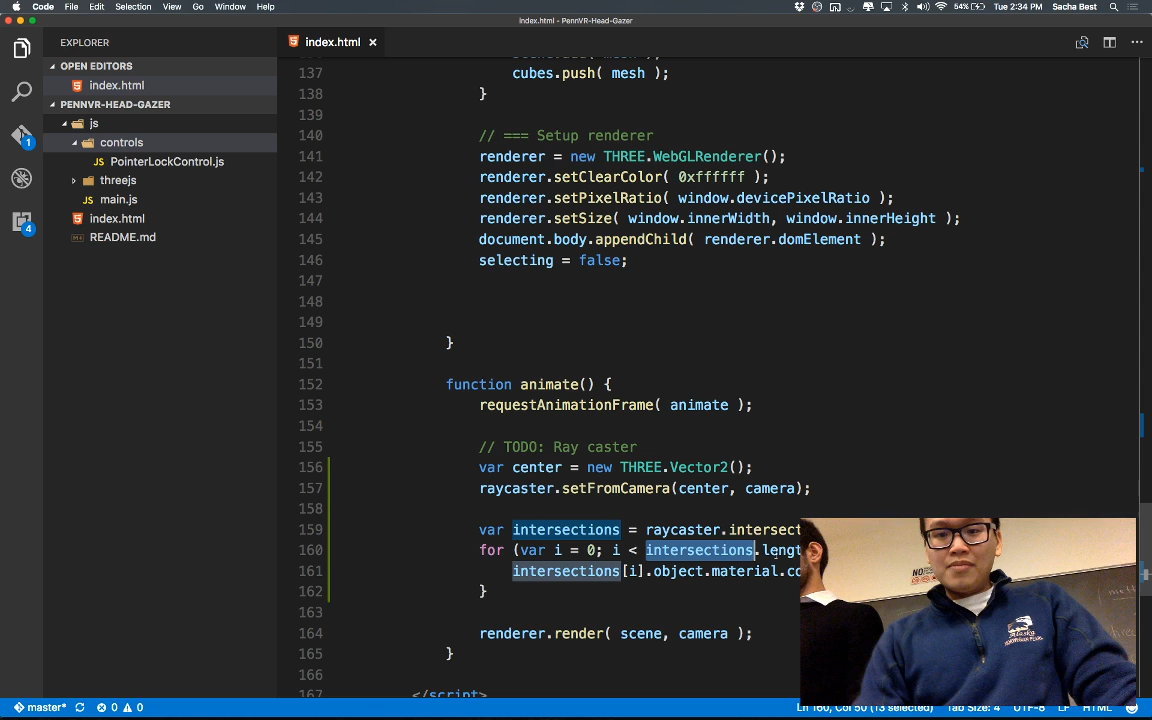 Code File Edit Selection View Go Window Help 54% Tue 2:34 PM Sacha Best
index.html — PennVR-Head-Gazer
EXPLORER
OPEN EDITORS
index.html
PENNVR-HEAD-GAZER
js
controls
PointerLockControl.js
threejs
main.js
index.html
README.md
1
4
index.html
137 cubes.push( mesh );
138 }
139
140 // === Setup renderer
141 renderer = new THREE.WebGLRenderer();
142 renderer.setClearColor( 0xffffff );
143 renderer.setPixelRatio( window.devicePixelRatio );
144 renderer.setSize( window.innerWidth, window.innerHeight );
145 document.body.appendChild( renderer.domElement );
146 selecting = false;
147
148
149
150 }
151
152 function animate() {
153 requestAnimationFrame( animate );
154
155 // TODO: Ray caster
156 var center = new THREE.Vector2();
157 raycaster.setFromCamera(center, camera);
158
159 var intersections = raycaster.intersect
160 for (var i = 0; i < intersections.lengt
161 intersections[i].object.material.co
162 }
163
164 renderer.render( scene, camera );
165 }
166
167 </script>
master* 0 0 Ln 160, Col 50 (13 selected) Tab Size: 4 UTF-8 LF HTML